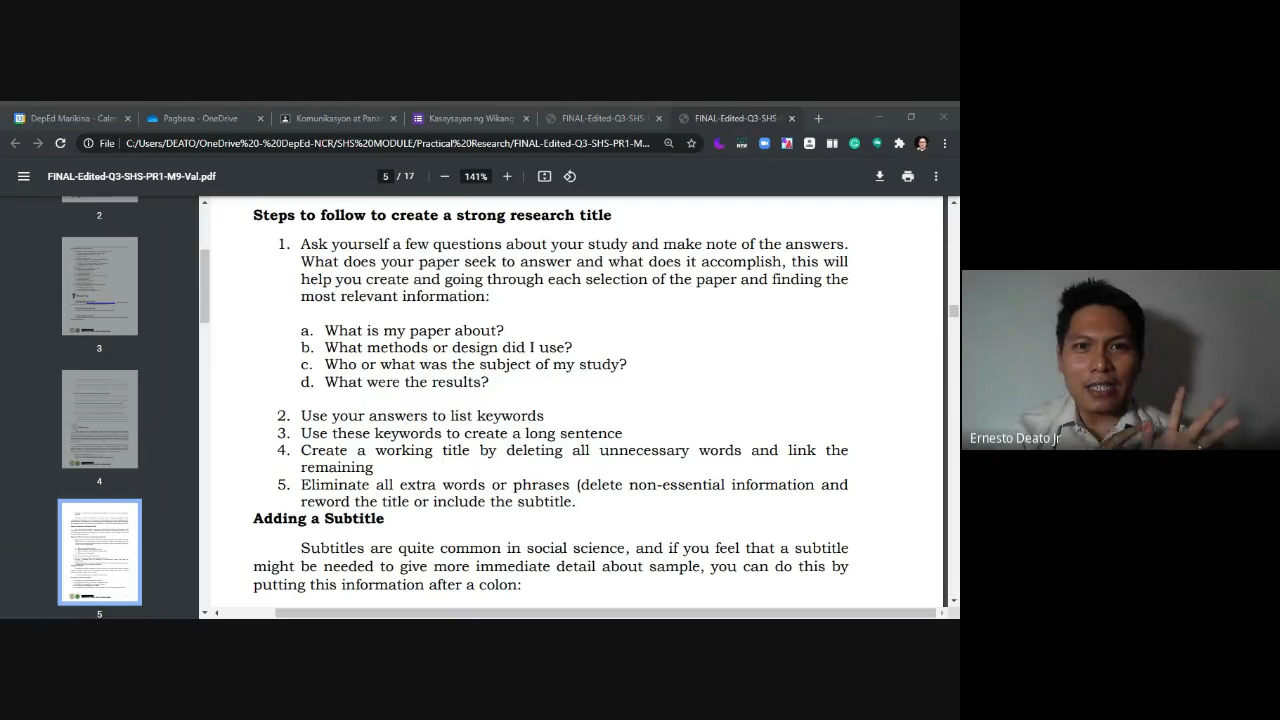 DepEd Marikina - Cale
Pagbasa - OneDrive
Komunikasyon at Panan
Kasaysayan ng Wikang
FINAL-Edited-Q3-SHS-
FINAL-Edited-Q3-SHS-
File
C:/Users/DEATO/OneDrive%20-%20DepEd-NCR/SHS%20MODULE/Practical%20Research/FINAL-Edited-Q3-SHS-PR1-M...
FINAL-Edited-Q3-SHS-PR1-M9-Val.pdf
5 / 17
141%
2
3
4
5
Steps to follow to create a strong research title
1. Ask yourself a few questions about your study and make note of the answers.
What does your paper seek to answer and what does it accomplish, this will
help you create and going through each selection of the paper and finding the
most relevant information:
a. What is my paper about?
b. What methods or design did I use?
c. Who or what was the subject of my study?
d. What were the results?
2. Use your answers to list keywords
3. Use these keywords to create a long sentence
4. Create a working title by deleting all unnecessary words and link the
remaining
5. Eliminate all extra words or phrases (delete non-essential information and
reword the title or include the subtitle.
Adding a Subtitle
Subtitles are quite common in social science, and if you feel that a subtitle
might be needed to give more immediate detail about sample, you can do this by
putting this information after a colon:
Ernesto Deato Jr